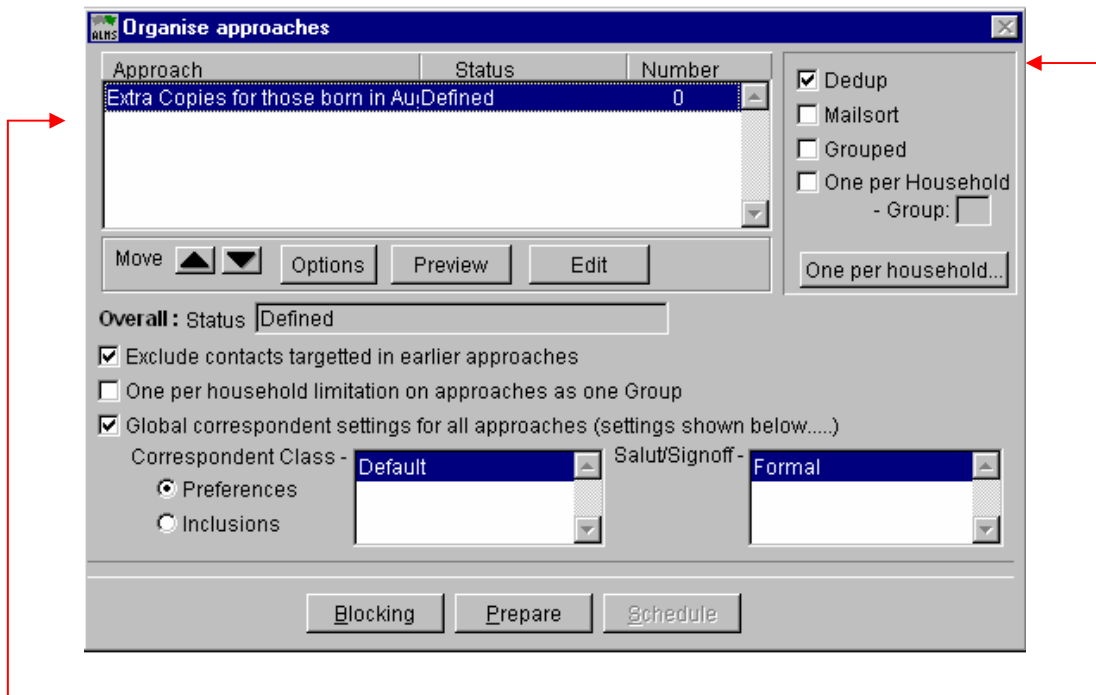 ALMS Organise approaches
Approach Status Number
Extra Copies for those born in Au Defined 0
Dedup
Mailsort
Grouped
One per Household
- Group:
Move Options Preview Edit
One per household...
Overall : Status Defined
Exclude contacts targetted in earlier approaches
One per household limitation on approaches as one Group
Global correspondent settings for all approaches (settings shown below.....)
Correspondent Class - Default Salut/Signoff - Formal
Preferences
Inclusions
Blocking Prepare Schedule